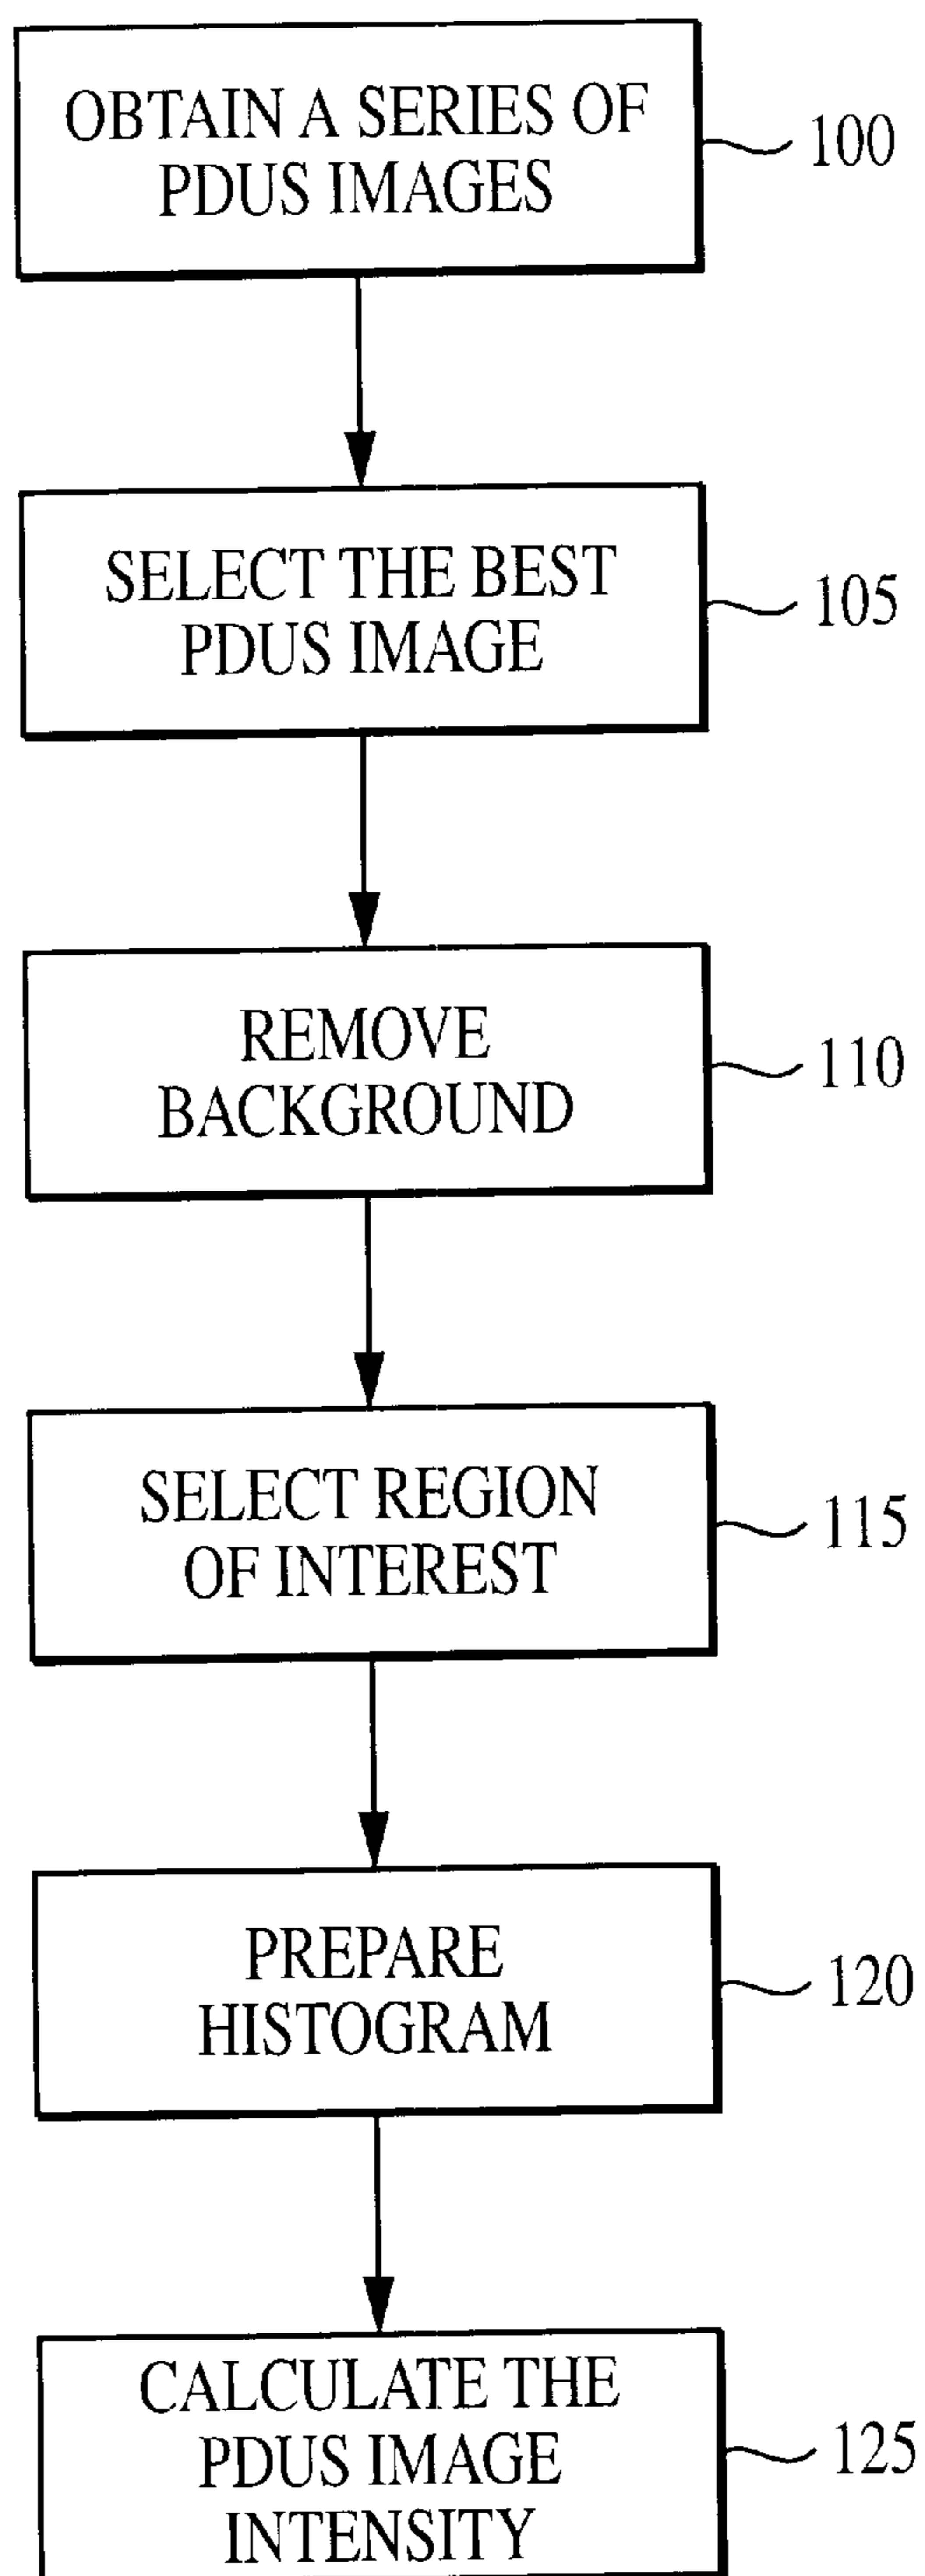 OBTAIN A SERIES OF
PDUS IMAGES
100
SELECT THE BEST
PDUS IMAGE
105
REMOVE
BACKGROUND
110
SELECT REGION
OF INTEREST
115
PREPARE
HISTOGRAM
120
CALCULATE THE
PDUS IMAGE
INTENSITY
125